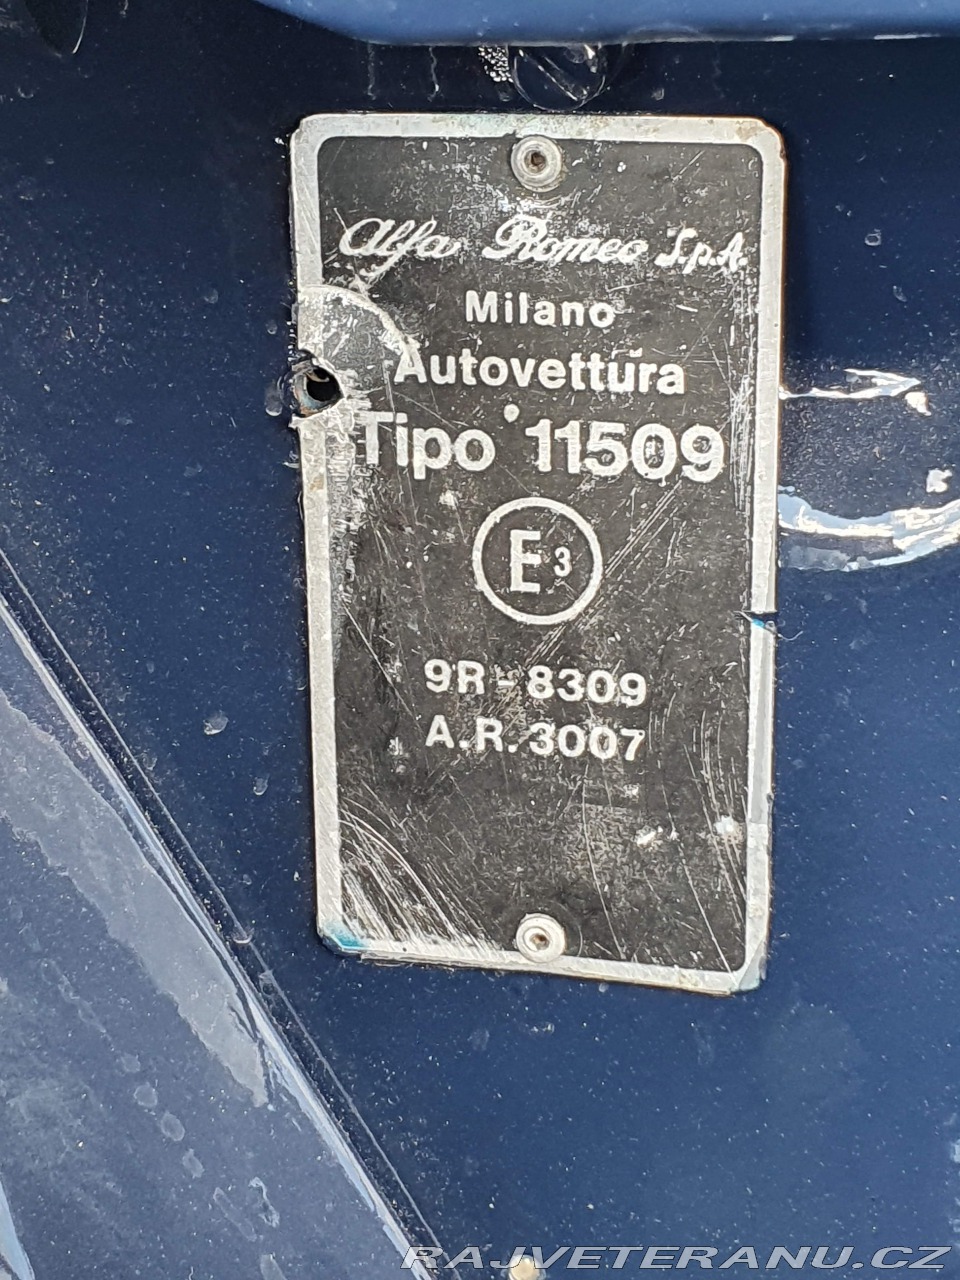 Alfa Romeo S.p.A.
Milano
Autovettura
Tipo 11509
E3
9R-8309
A.R. 3007
RAJVETERANU.CZ